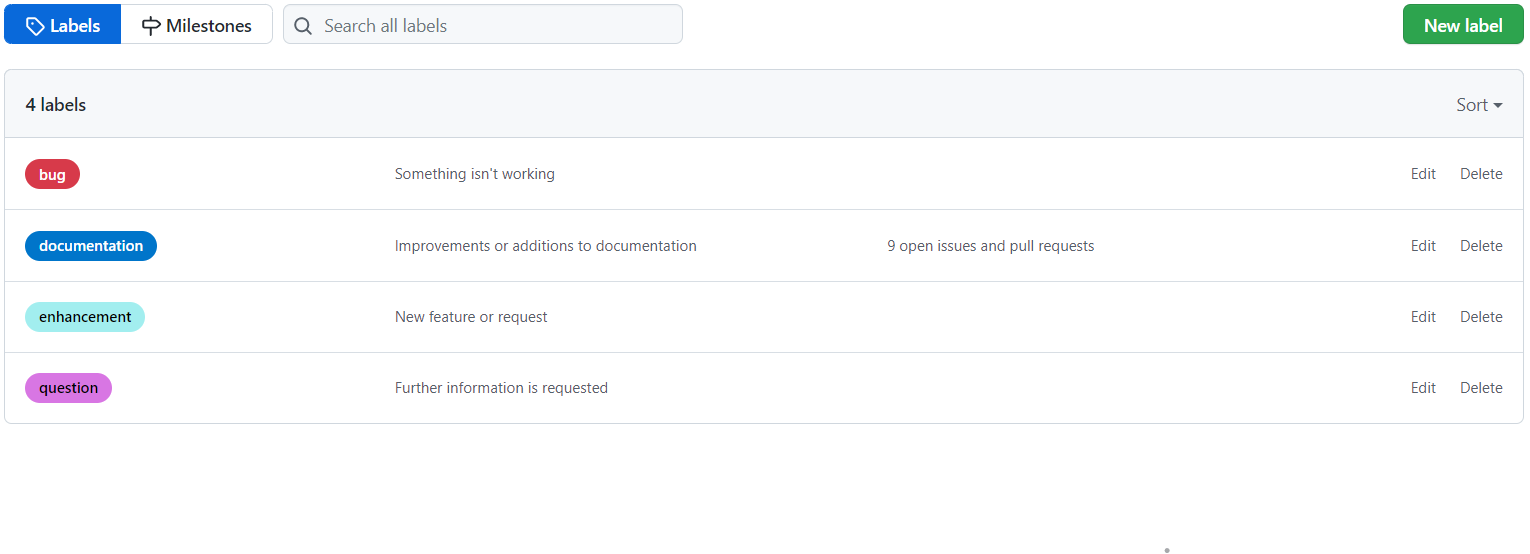 Labels Milestones Search all labels New label
4 labels Sort
bug Something isn't working Edit Delete
documentation Improvements or additions to documentation 9 open issues and pull requests Edit Delete
enhancement New feature or request Edit Delete
question Further information is requested Edit Delete